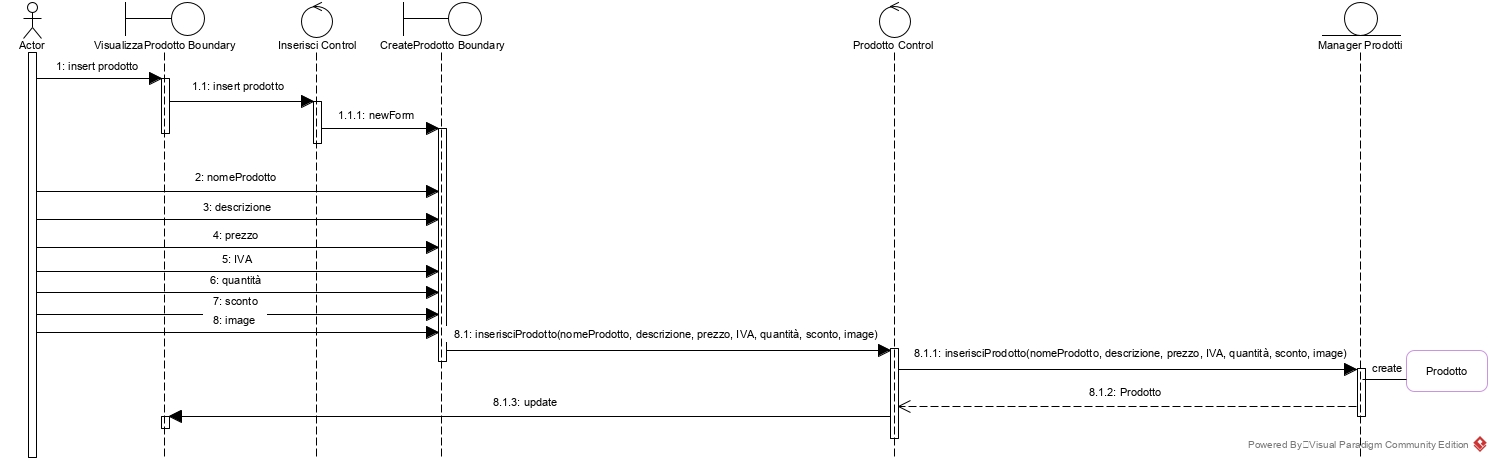 Actor
VisualizzaProdotto Boundary
Inserisci Control
CreateProdotto Boundary
Prodotto Control
Manager Prodotti
1: insert prodotto
1.1: insert prodotto
1.1.1: newForm
2: nomeProdotto
3: descrizione
4: prezzo
5: IVA
6: quantità
7: sconto
8: image
8.1: inserisciProdotto(nomeProdotto, descrizione, prezzo, IVA, quantità, sconto, image)
8.1.1: inserisciProdotto(nomeProdotto, descrizione, prezzo, IVA, quantità, sconto, image)
create
Prodotto
8.1.2: Prodotto
8.1.3: update
Powered By Visual Paradigm Community Edition